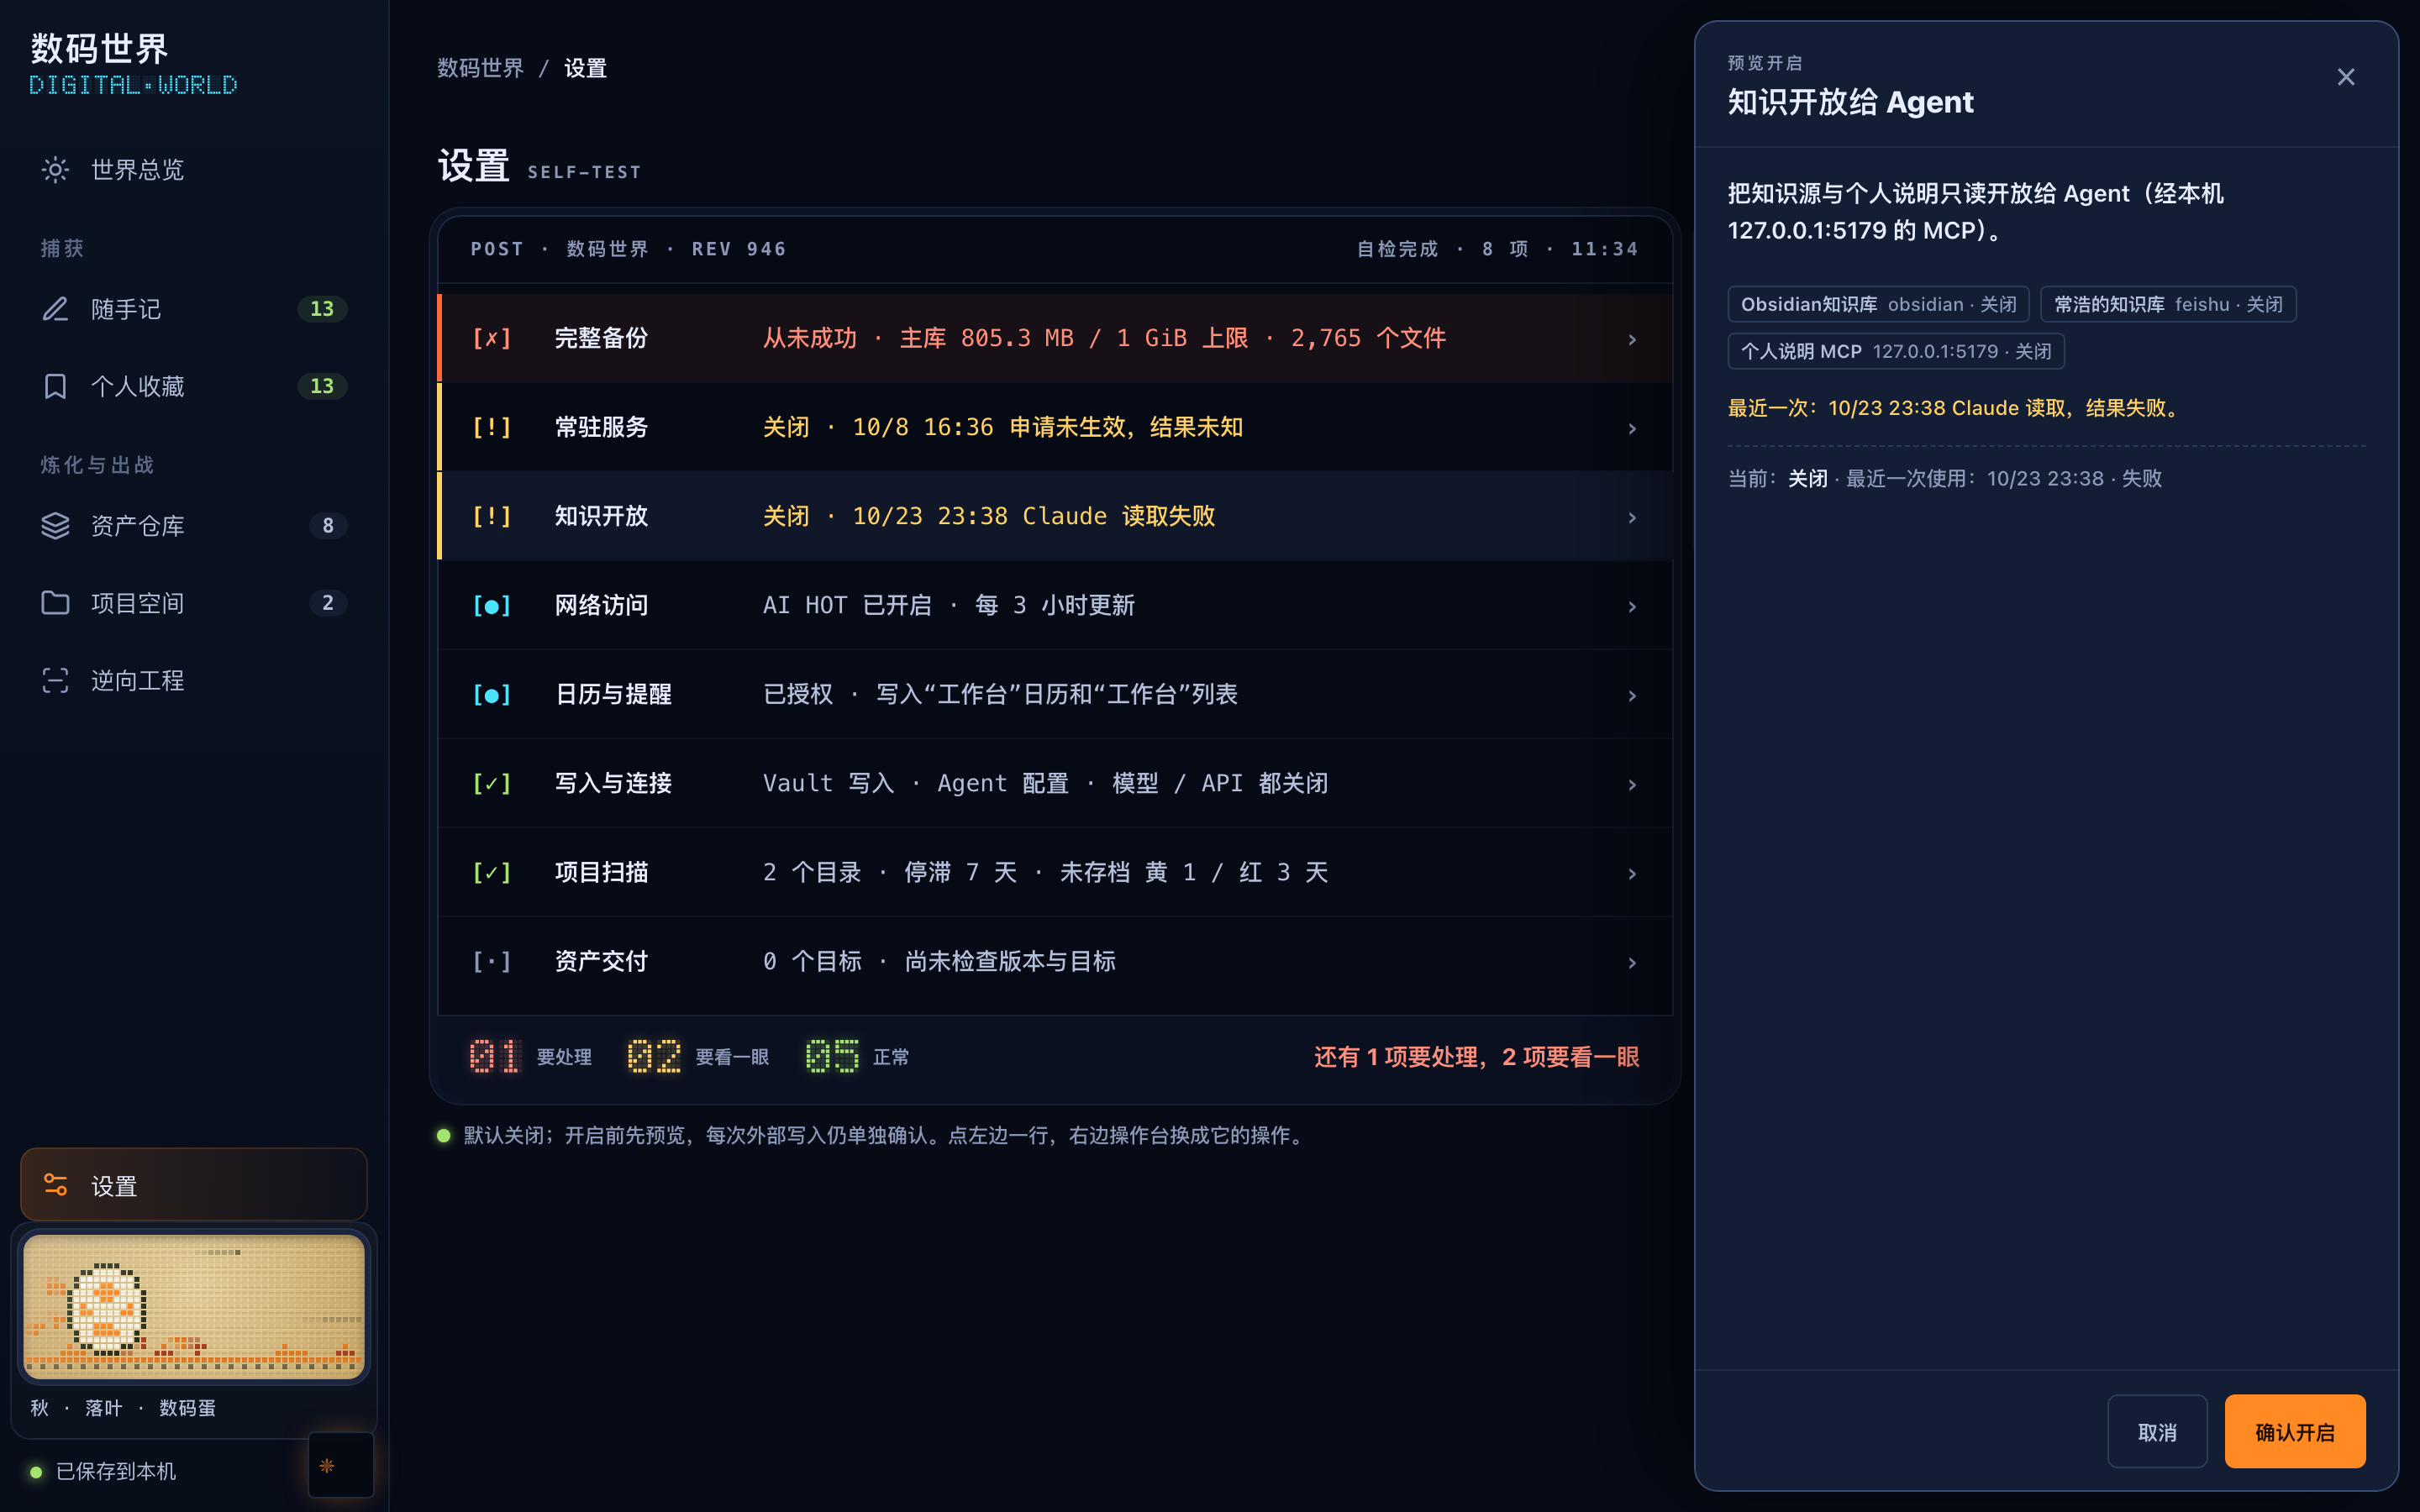 数码世界
DIGITAL·WORLD
世界总览
捕获
随手记 13
个人收藏 13
炼化与出战
资产仓库 8
项目空间 2
逆向工程
设置
秋 · 落叶 · 数码蛋
已保存到本机
数码世界 / 设置
设置 SELF-TEST
POST · 数码世界 · REV 946 自检完成 · 8 项 · 11:34
[✗] 完整备份 从未成功 · 主库 805.3 MB / 1 GiB 上限 · 2,765 个文件 ›
[!] 常驻服务 关闭 · 10/8 16:36 申请未生效，结果未知 ›
[!] 知识开放 关闭 · 10/23 23:38 Claude 读取失败 ›
[●] 网络访问 AI HOT 已开启 · 每 3 小时更新 ›
[●] 日历与提醒 已授权 · 写入“工作台”日历和“工作台”列表 ›
[✓] 写入与连接 Vault 写入 · Agent 配置 · 模型 / API 都关闭 ›
[✓] 项目扫描 2 个目录 · 停滞 7 天 · 未存档 黄 1 / 红 3 天 ›
[·] 资产交付 0 个目标 · 尚未检查版本与目标 ›
01 要处理 02 要看一眼 05 正常 还有 1 项要处理，2 项要看一眼
默认关闭；开启前先预览，每次外部写入仍单独确认。点左边一行，右边操作台换成它的操作。
预览开启
知识开放给 Agent
把知识源与个人说明只读开放给 Agent（经本机
127.0.0.1:5179 的 MCP）。
Obsidian知识库 obsidian · 关闭 常浩的知识库 feishu · 关闭
个人说明 MCP 127.0.0.1:5179 · 关闭
最近一次：10/23 23:38 Claude 读取，结果失败。
当前：关闭 · 最近一次使用：10/23 23:38 · 失败
取消 确认开启